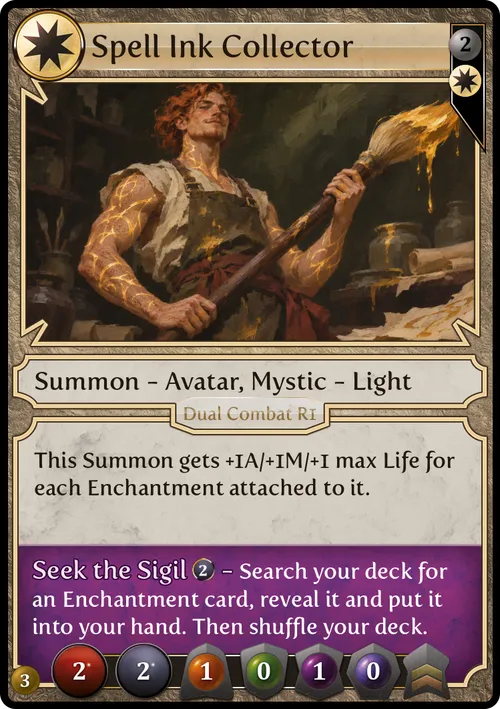 Spell Ink Collector
2
Summon – Avatar, Mystic – Light
Dual Combat R1
This Summon gets +1A/+1M/+1 max Life for
each Enchantment attached to it.
Seek the Sigil 2 – Search your deck for
an Enchantment card, reveal it and put it
into your hand. Then shuffle your deck.
3 2* 2* 1 0 1 0